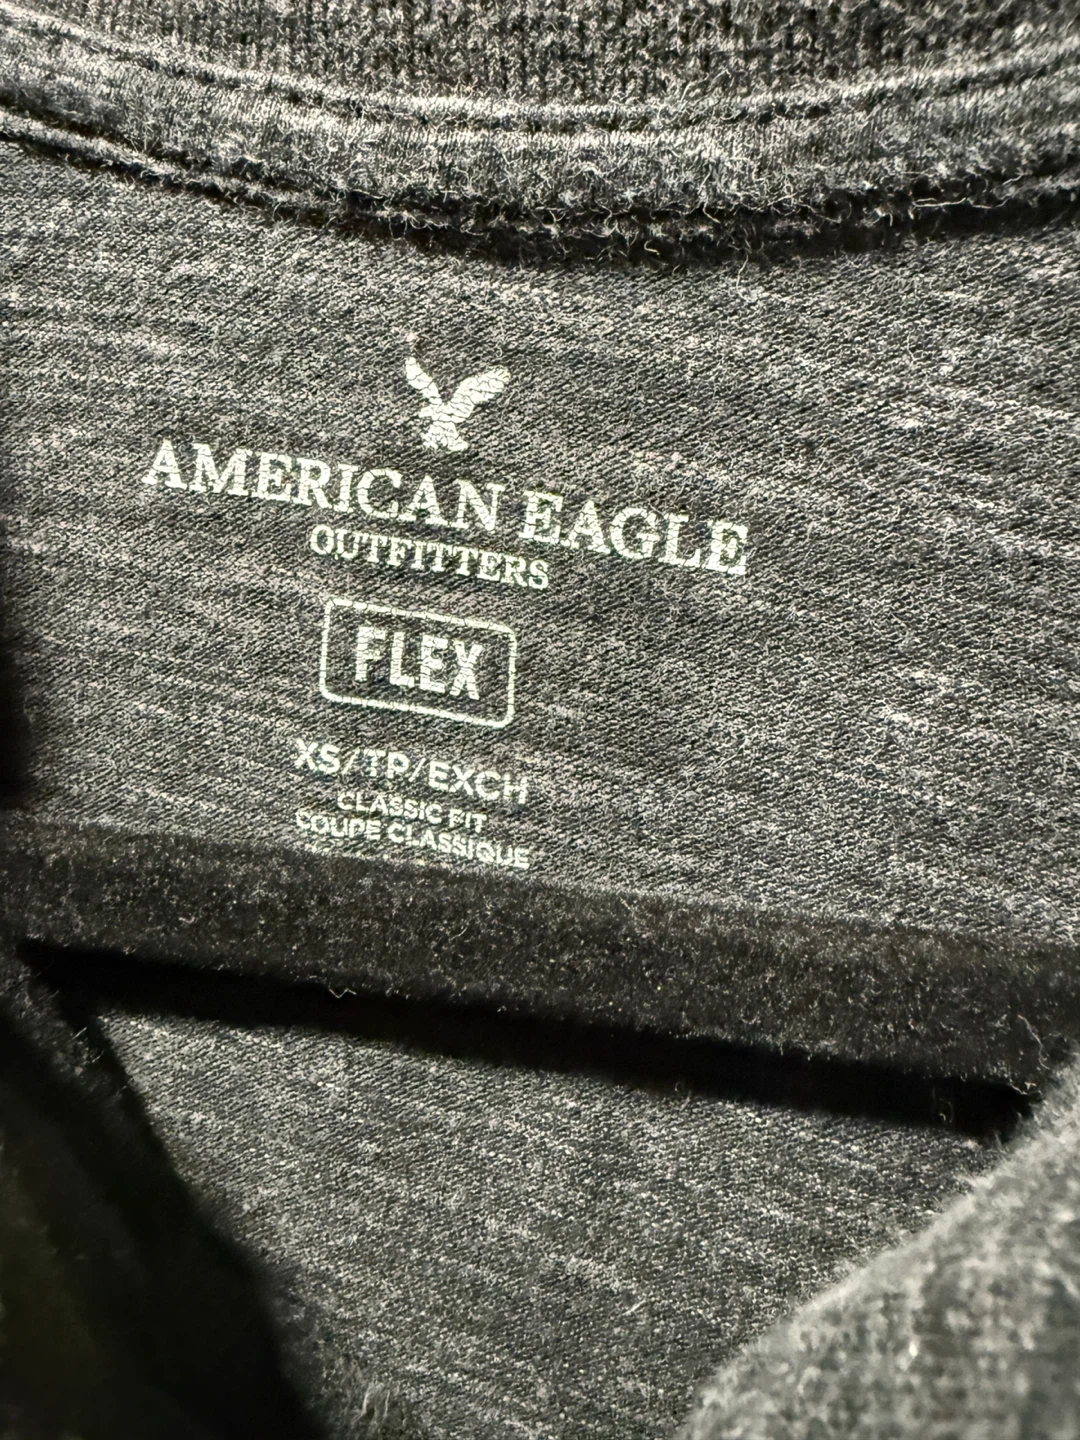 AMERICAN EAGLE
OUTFITTERS
FLEX
XS/TP/EXCH
CLASSIC FIT
COUPE CLASSIQUE